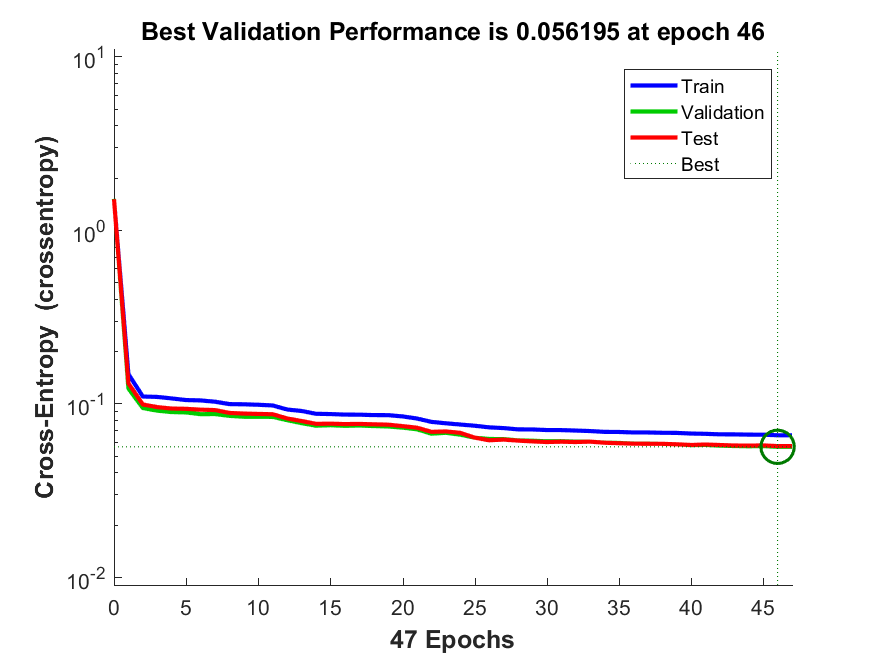 Best Validation Performance is 0.056195 at epoch 46
Train
Validation
Test
Best
Cross-Entropy (crossentropy)
10^1
10^0
10^-1
10^-2
0 5 10 15 20 25 30 35 40 45
47 Epochs